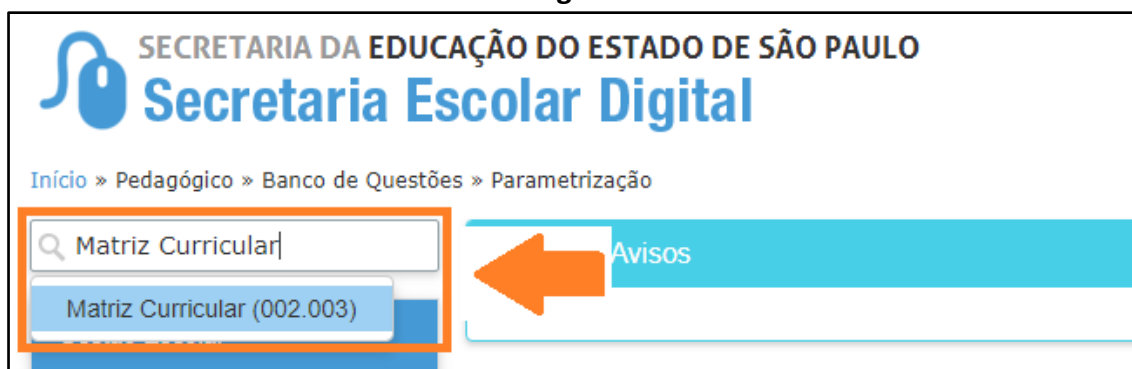 SECRETARIA DA EDUCAÇÃO DO ESTADO DE SÃO PAULO
Secretaria Escolar Digital
Início » Pedagógico » Banco de Questões » Parametrização
Matriz Curricular
Avisos
Matriz Curricular (002.003)